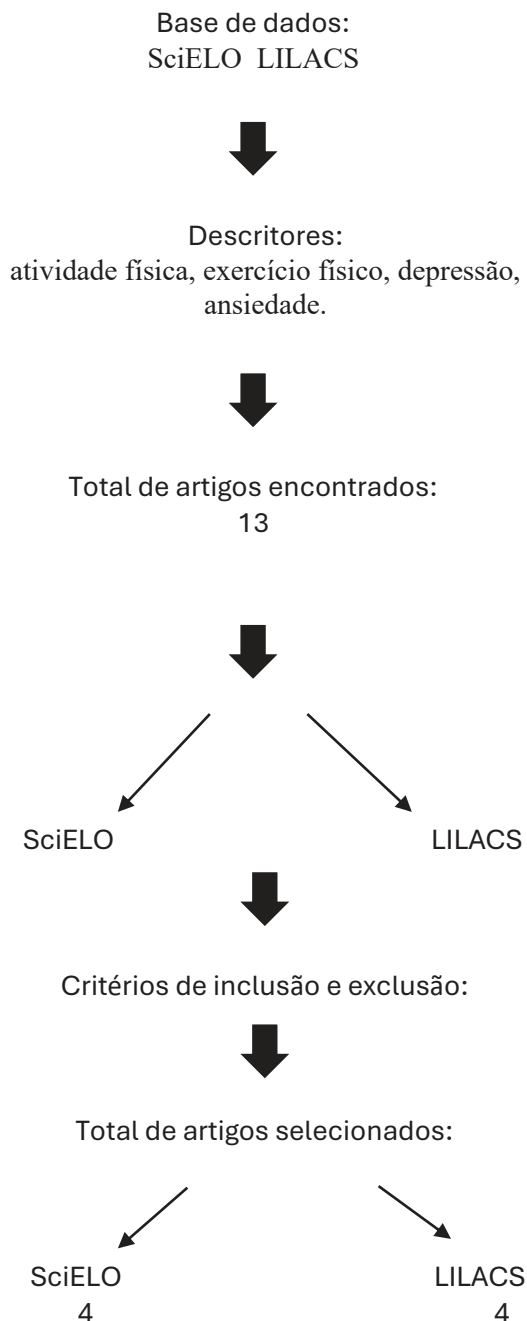 Base de dados:
SciELO LILACS
Descritores:
atividade física, exercício físico, depressão,
ansiedade.
Total de artigos encontrados:
13
SciELO
LILACS
Critérios de inclusão e exclusão:
Total de artigos selecionados:
SciELO
LILACS
4
4